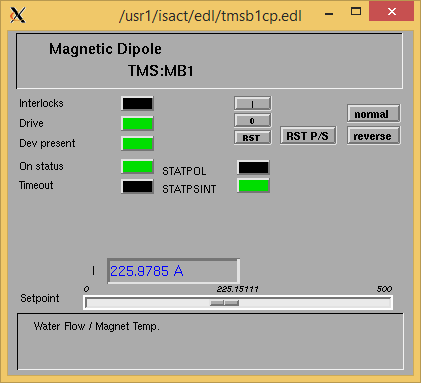 /usr1/isact/edl/tmsb1cp.edl
Magnetic Dipole
TMS:MB1
Interlocks
I
Drive
0
normal
Dev present
RST
RST P/S
reverse
On status
STATPOL
Timeout
STATPSINT
I
225.9785 A
0
225.15111
500
Setpoint
Water Flow / Magnet Temp.